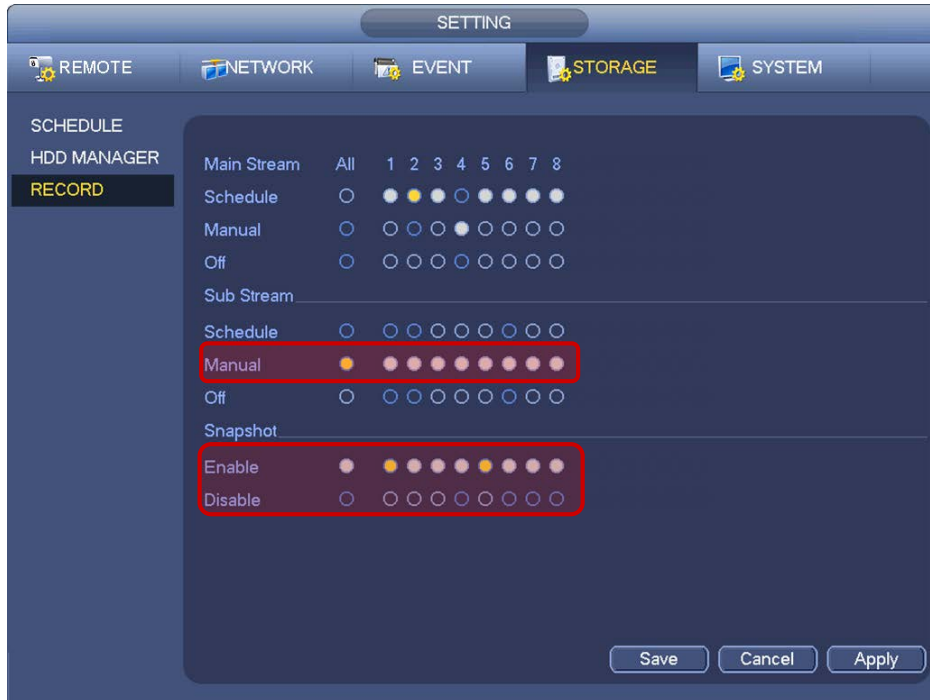 SETTING
REMOTE NETWORK EVENT STORAGE SYSTEM
SCHEDULE
HDD MANAGER
RECORD
Main Stream All 1 2 3 4 5 6 7 8
Schedule
Manual
Off
Sub Stream
Schedule
Manual
Off
Snapshot
Enable
Disable
Save Cancel Apply